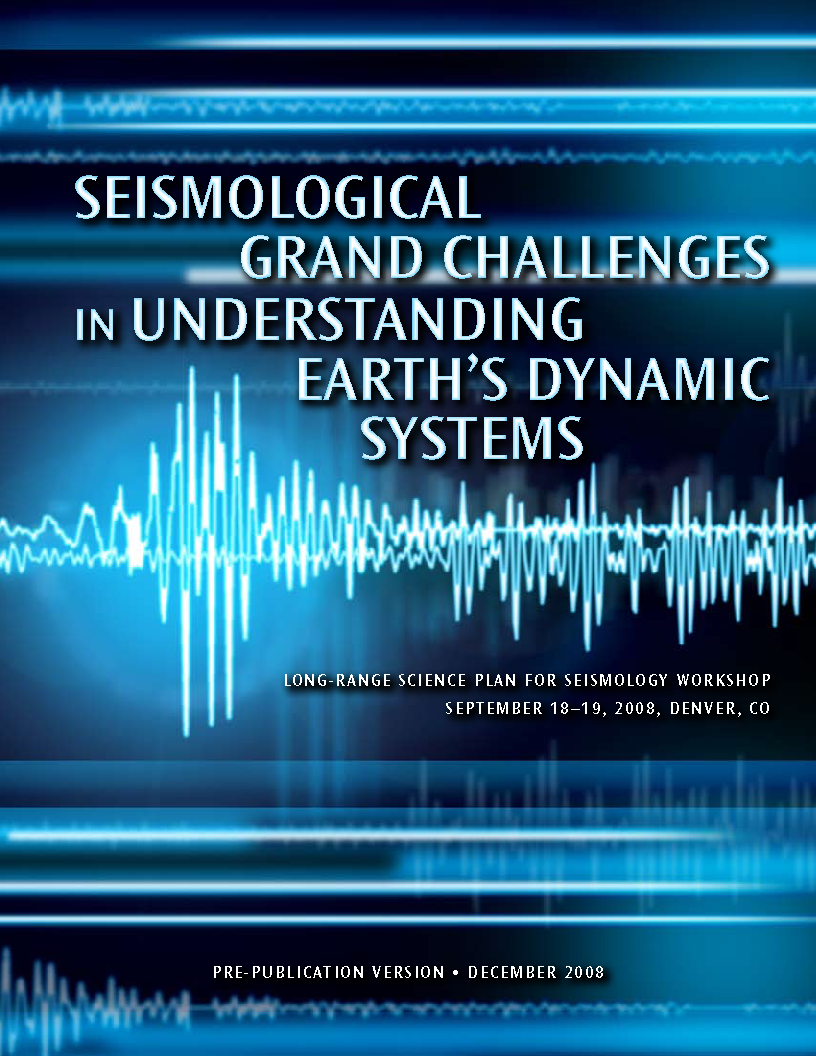 SEISMOLOGICAL
GRAND CHALLENGES
IN UNDERSTANDING
EARTH'S DYNAMIC
SYSTEMS
LONG-RANGE SCIENCE PLAN FOR SEISMOLOGY WORKSHOP
SEPTEMBER 18–19, 2008, DENVER, CO
PRE-PUBLICATION VERSION • DECEMBER 2008